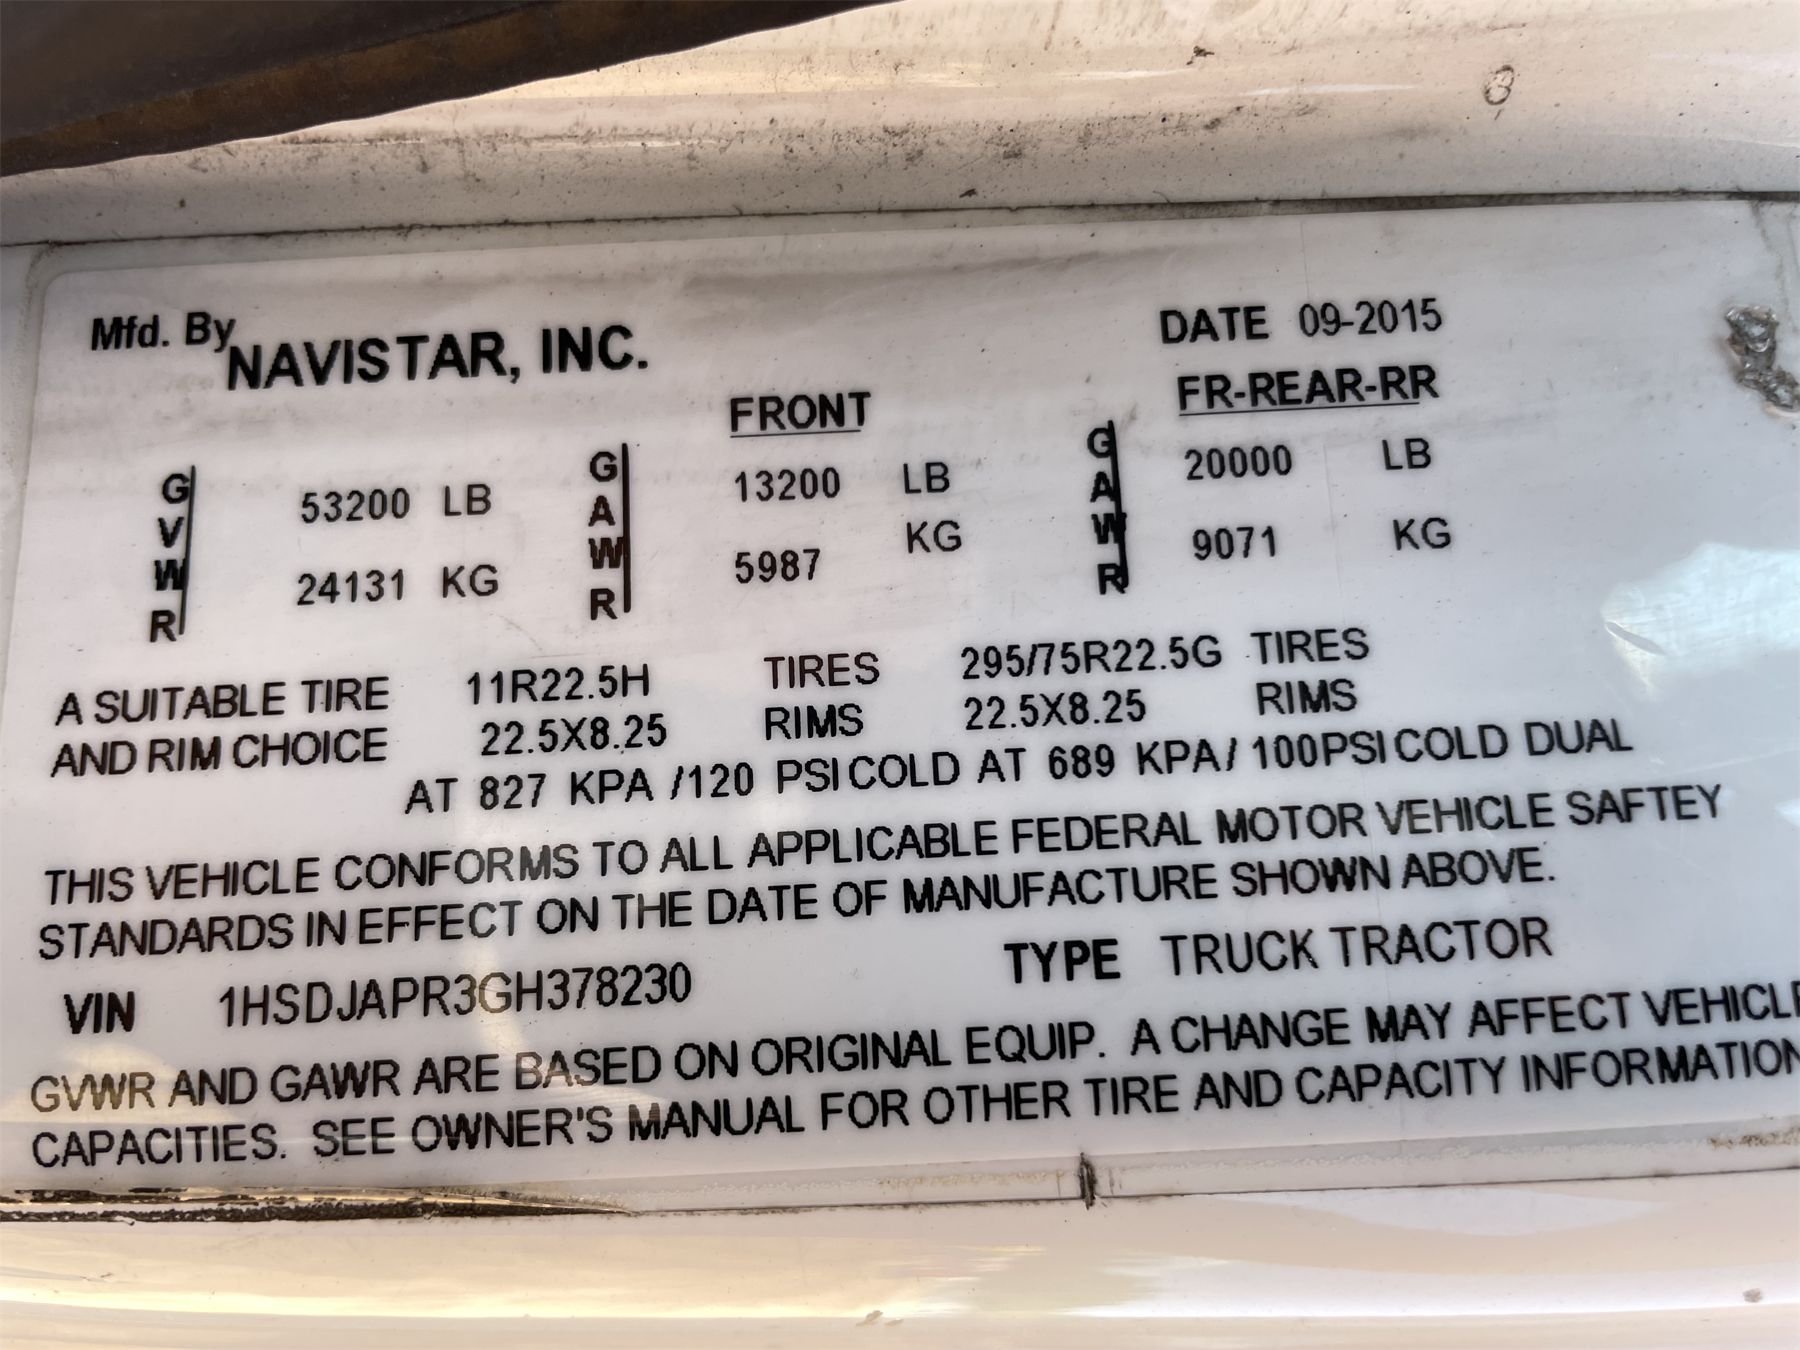 Mfd. By NAVISTAR, INC.
DATE 09-2015
FRONT
FR-REAR-RR
GVWR
53200 LB
24131 KG
GAWR
13200 LB
5987 KG
GAWR
20000 LB
9071 KG
A SUITABLE TIRE 11R22.5H TIRES 295/75R22.5G TIRES
AND RIM CHOICE 22.5X8.25 RIMS 22.5X8.25 RIMS
AT 827 KPA /120 PSI COLD AT 689 KPA/ 100PSI COLD DUAL
THIS VEHICLE CONFORMS TO ALL APPLICABLE FEDERAL MOTOR VEHICLE SAFTEY
STANDARDS IN EFFECT ON THE DATE OF MANUFACTURE SHOWN ABOVE.
VIN 1HSDJAPR3GH378230 TYPE TRUCK TRACTOR
GVWR AND GAWR ARE BASED ON ORIGINAL EQUIP. A CHANGE MAY AFFECT VEHICLE
CAPACITIES. SEE OWNER'S MANUAL FOR OTHER TIRE AND CAPACITY INFORMATION